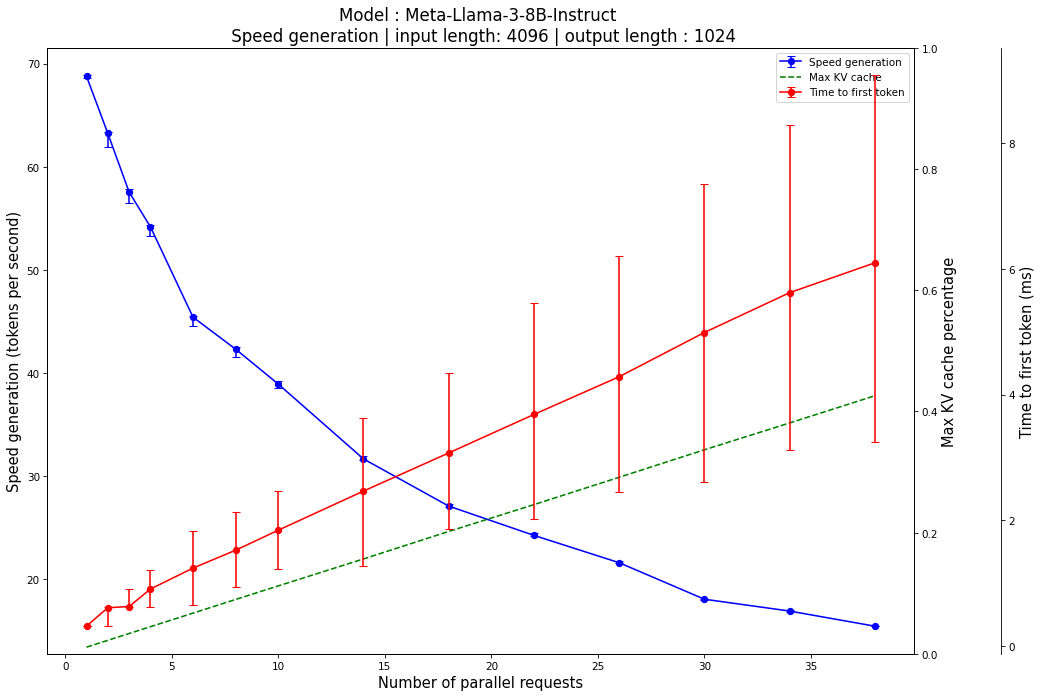 Model : Meta-Llama-3-8B-Instruct
Speed generation | input length: 4096 | output length : 1024
Speed generation
Max KV cache
Time to first token
Speed generation (tokens per second)
70
60
50
40
30
20
0
5
10
15
20
25
30
35
Number of parallel requests
1.0
0.8
0.6
0.4
0.2
0.0
Max KV cache percentage
8
6
4
2
0
Time to first token (ms)